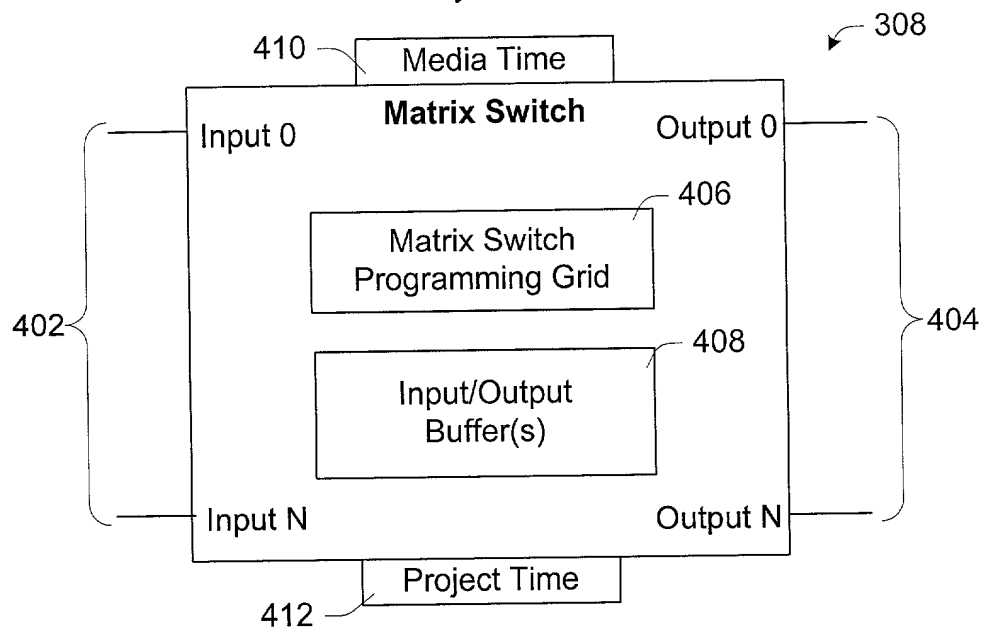 308
410
Media Time
Matrix Switch
Input 0
Output 0
406
Matrix Switch
Programming Grid
402
404
408
Input/Output
Buffer(s)
Input N
Output N
Project Time
412